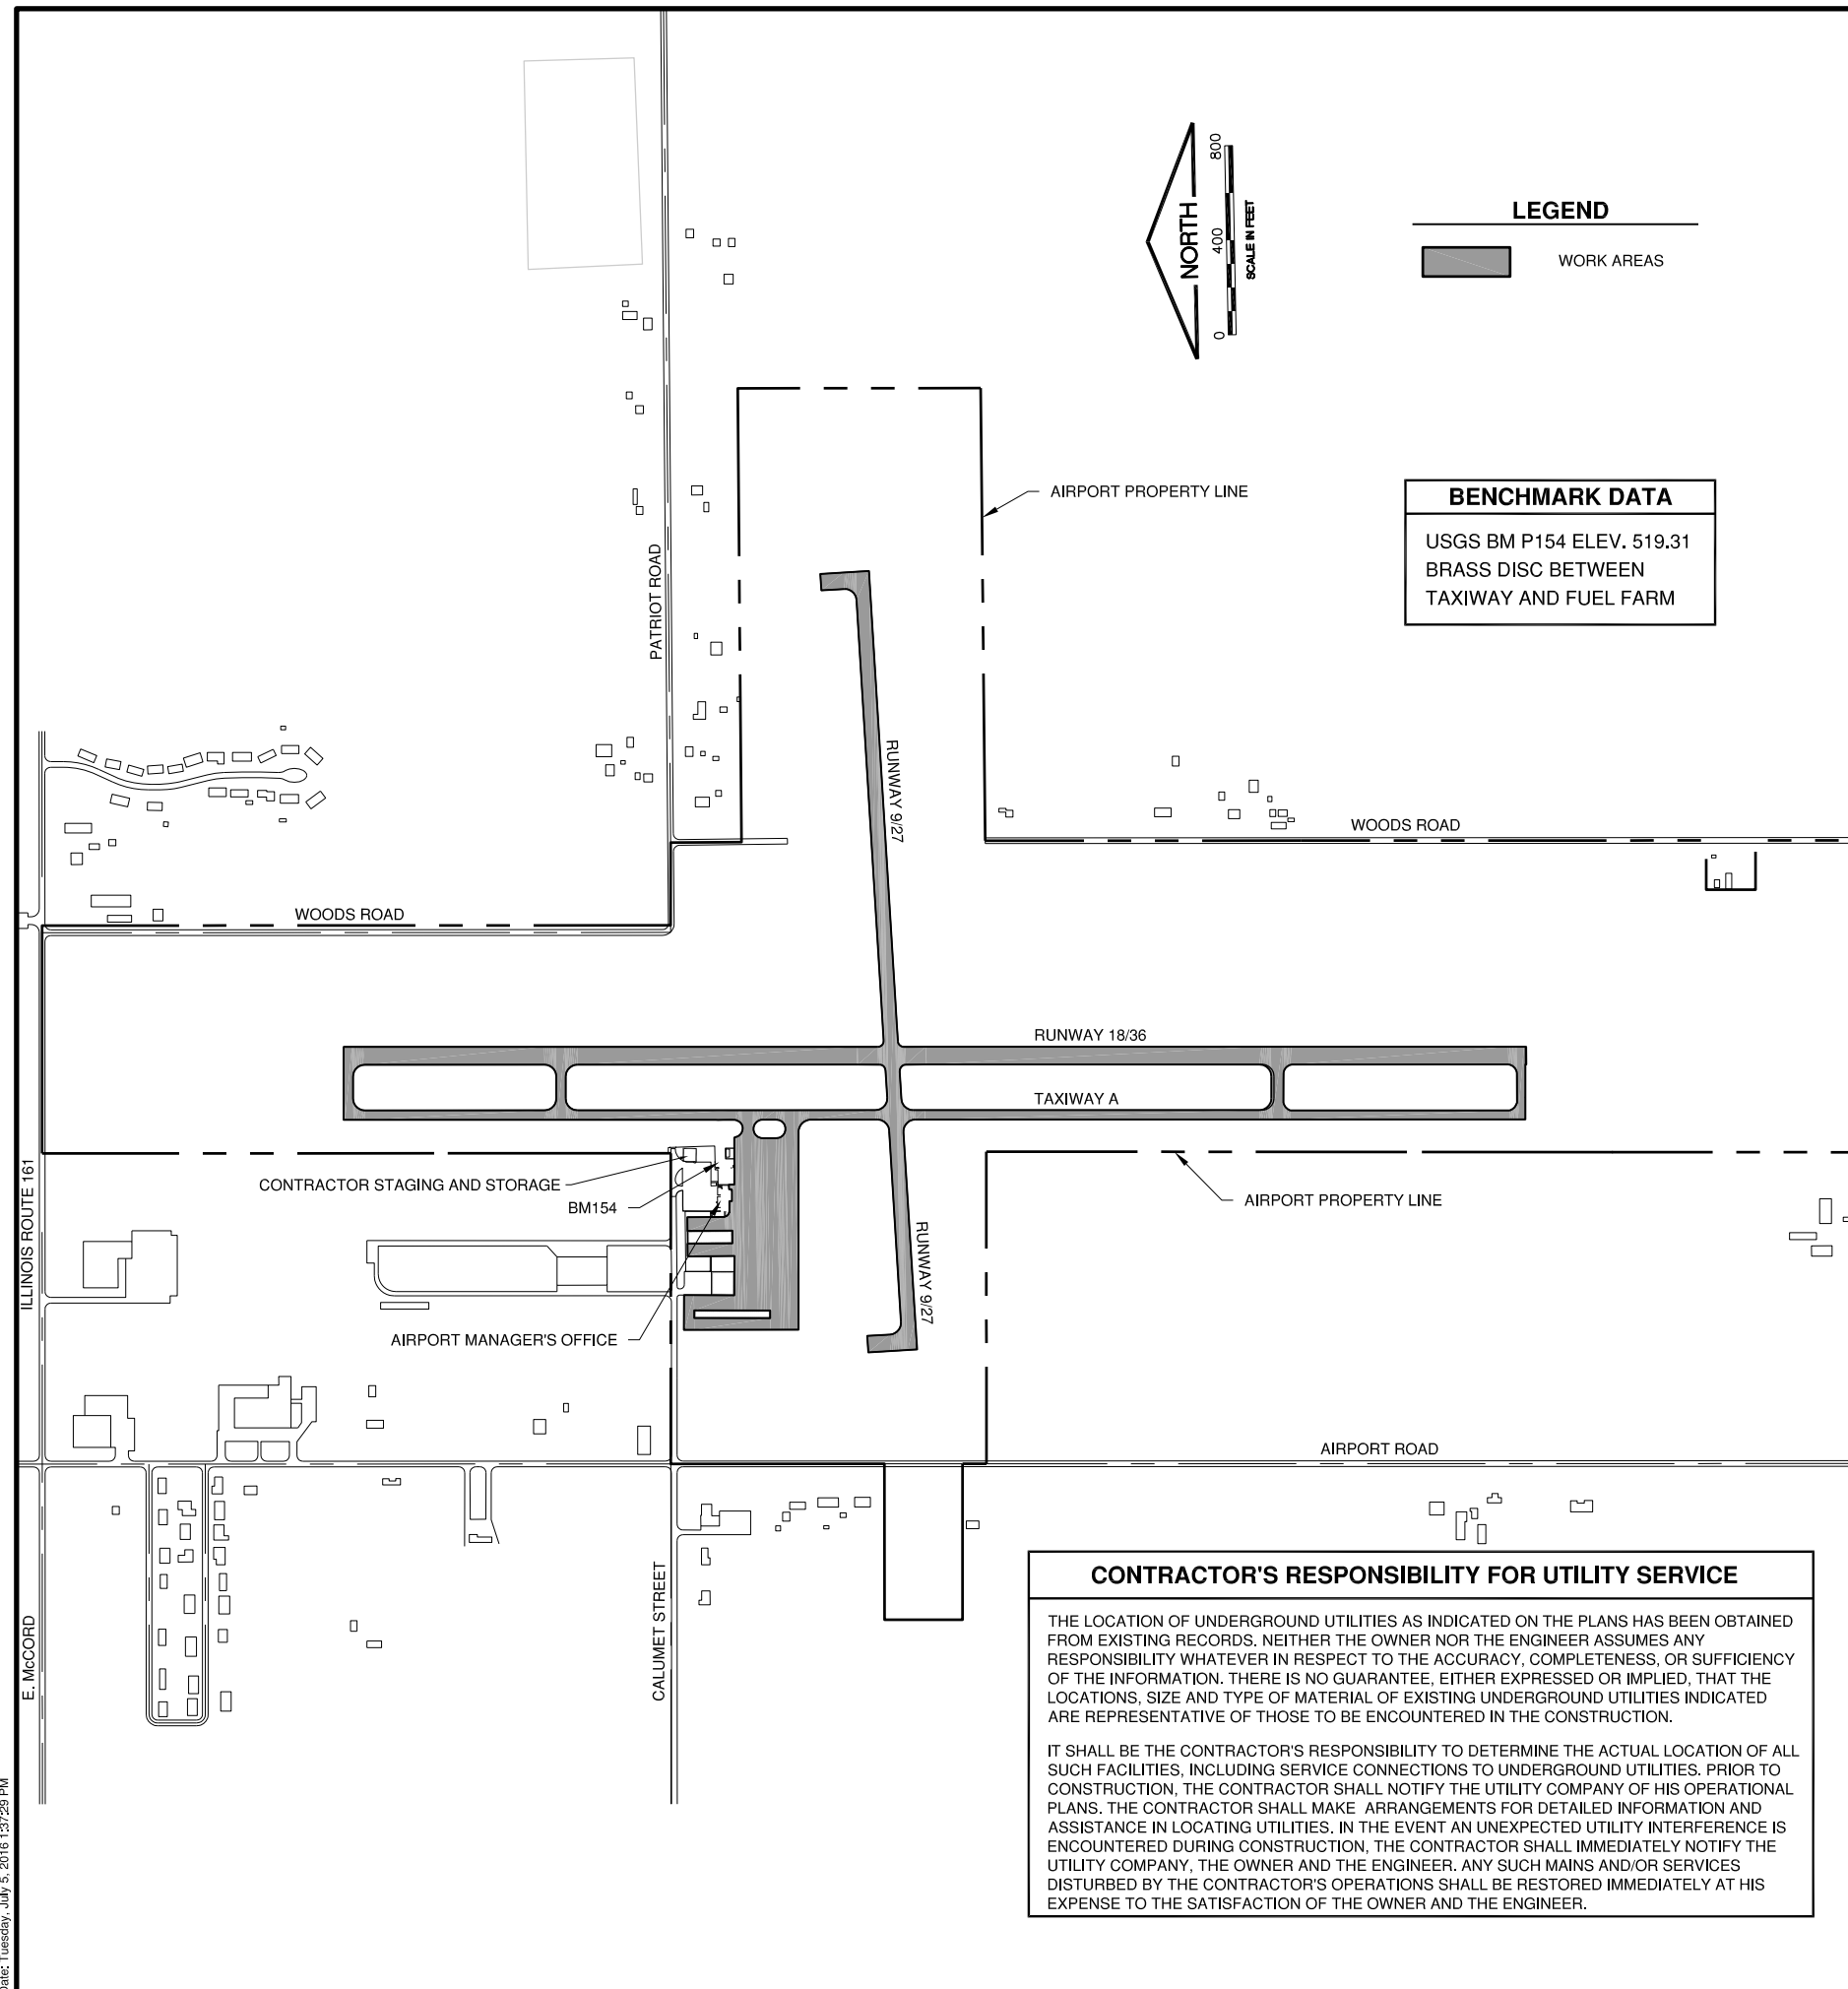 800
400
0
NORTH
SCALE IN FEET
LEGEND
WORK AREAS
AIRPORT PROPERTY LINE
BENCHMARK DATA
USGS BM P154 ELEV. 519.31
BRASS DISC BETWEEN
TAXIWAY AND FUEL FARM
PATRIOT ROAD
RUNWAY 9/27
WOODS ROAD
WOODS ROAD
RUNWAY 18/36
TAXIWAY A
ILLINOIS ROUTE 161
CONTRACTOR STAGING AND STORAGE
BM154
AIRPORT PROPERTY LINE
RUNWAY 9/27
AIRPORT MANAGER'S OFFICE
AIRPORT ROAD
E. McCORD
CALUMET STREET
CONTRACTOR'S RESPONSIBILITY FOR UTILITY SERVICE
THE LOCATION OF UNDERGROUND UTILITIES AS INDICATED ON THE PLANS HAS BEEN OBTAINED
FROM EXISTING RECORDS. NEITHER THE OWNER NOR THE ENGINEER ASSUMES ANY
RESPONSIBILITY WHATEVER IN RESPECT TO THE ACCURACY, COMPLETENESS, OR SUFFICIENCY
OF THE INFORMATION. THERE IS NO GUARANTEE, EITHER EXPRESSED OR IMPLIED, THAT THE
LOCATIONS, SIZE AND TYPE OF MATERIAL OF EXISTING UNDERGROUND UTILITIES INDICATED
ARE REPRESENTATIVE OF THOSE TO BE ENCOUNTERED IN THE CONSTRUCTION.
IT SHALL BE THE CONTRACTOR'S RESPONSIBILITY TO DETERMINE THE ACTUAL LOCATION OF ALL
SUCH FACILITIES, INCLUDING SERVICE CONNECTIONS TO UNDERGROUND UTILITIES. PRIOR TO
CONSTRUCTION, THE CONTRACTOR SHALL NOTIFY THE UTILITY COMPANY OF HIS OPERATIONAL
PLANS. THE CONTRACTOR SHALL MAKE ARRANGEMENTS FOR DETAILED INFORMATION AND
ASSISTANCE IN LOCATING UTILITIES. IN THE EVENT AN UNEXPECTED UTILITY INTERFERENCE IS
ENCOUNTERED DURING CONSTRUCTION, THE CONTRACTOR SHALL IMMEDIATELY NOTIFY THE
UTILITY COMPANY, THE OWNER AND THE ENGINEER. ANY SUCH MAINS AND/OR SERVICES
DISTURBED BY THE CONTRACTOR'S OPERATIONS SHALL BE RESTORED IMMEDIATELY AT HIS
EXPENSE TO THE SATISFACTION OF THE OWNER AND THE ENGINEER.
Date: Tuesday, July 5, 2016 1:37:29 PM